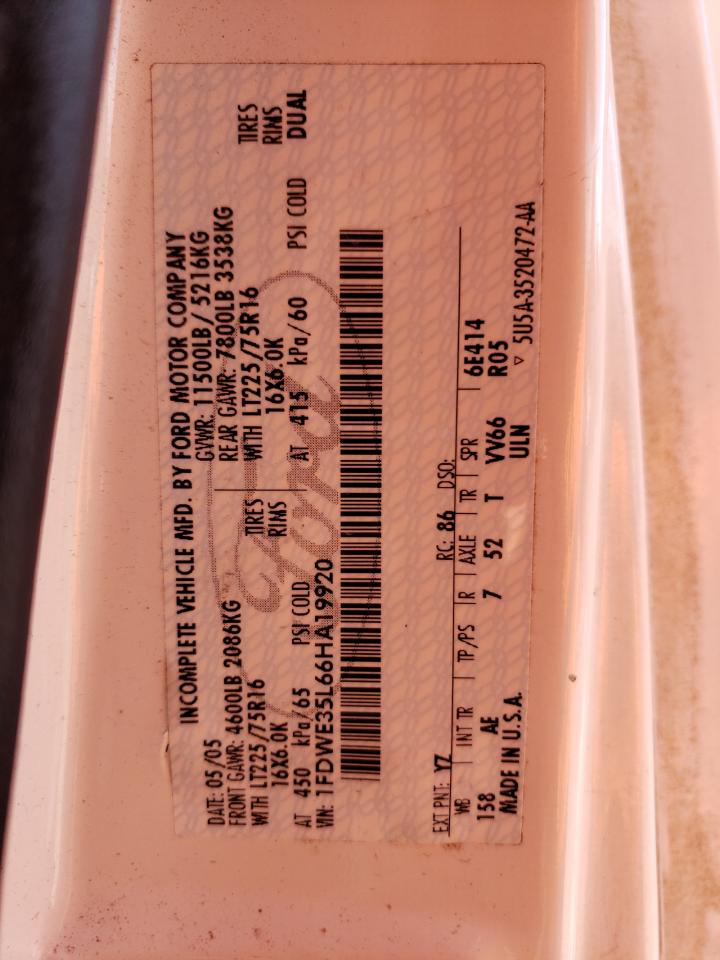 INCOMPLETE VEHICLE MFD. BY FORD MOTOR COMPANY
DATE: 05/05 GVWR: 11500LB/ 5216KG
FRONT GAWR: 4600LB 2086KG REAR GAWR: 7800LB 3538KG
WITH LT225/75R16 TIRES WITH LT225/75R16 TIRES
16X6.0K RIMS 16X6.0K RIMS
AT 450 kPa/65 PSI COLD AT 415 kPa/60 PSI COLD DUAL
VIN: 1FDWE35L66HA19920
Ford
EXT PNT: YZ RC: 86 DSO:
WB INT TR TP/PS R AXLE TR SPR
158 AE 7 52 T VV66 6E414
MADE IN U.S.A. ULN R05
▽ 5U5A-3520472-AA